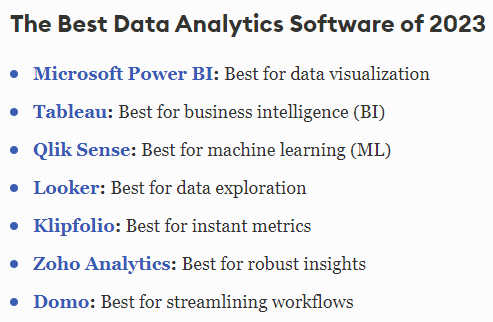 The Best Data Analytics Software of 2023
Microsoft Power BI: Best for data visualization
Tableau: Best for business intelligence (BI)
Qlik Sense: Best for machine learning (ML)
Looker: Best for data exploration
Klipfolio: Best for instant metrics
Zoho Analytics: Best for robust insights
Domo: Best for streamlining workflows